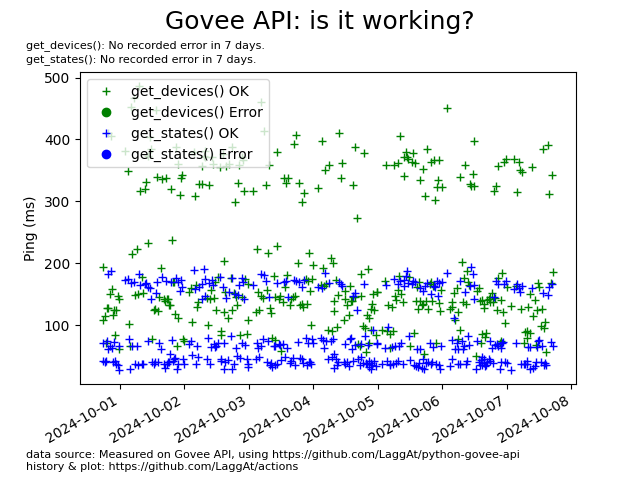 Govee API: is it working?
get_devices(): No recorded error in 7 days.
get_states(): No recorded error in 7 days.
500
400
300
200
100
Ping (ms)
get_devices() OK
get_devices() Error
get_states() OK
get_states() Error
2024-10-01
2024-10-02
2024-10-03
2024-10-04
2024-10-05
2024-10-06
2024-10-07
2024-10-08
data source: Measured on Govee API, using https://github.com/LaggAt/python-govee-api
history & plot: https://github.com/LaggAt/actions